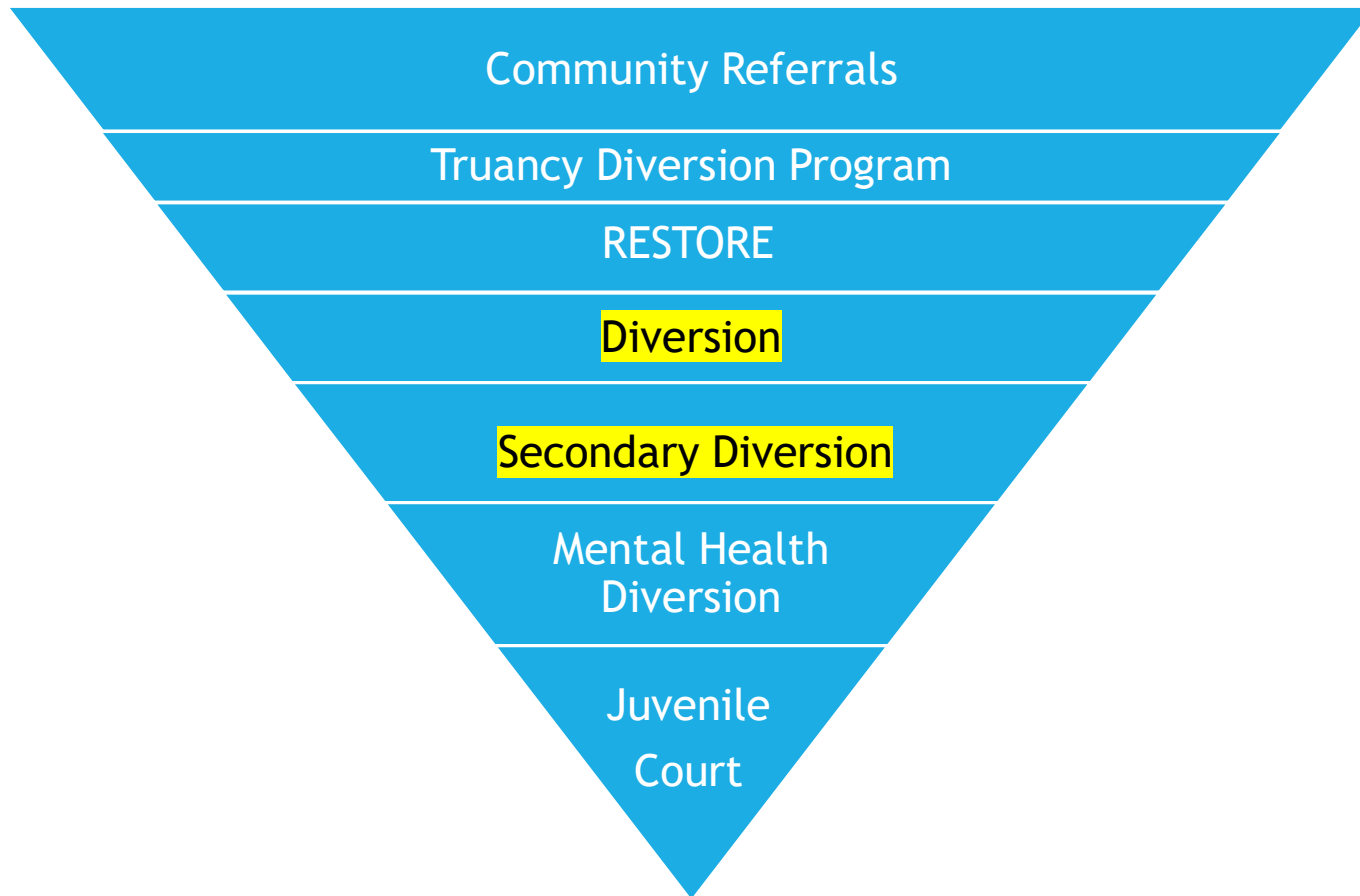 Community Referrals
Truancy Diversion Program
RESTORE
Diversion
Secondary Diversion
Mental Health
Diversion
Juvenile
Court